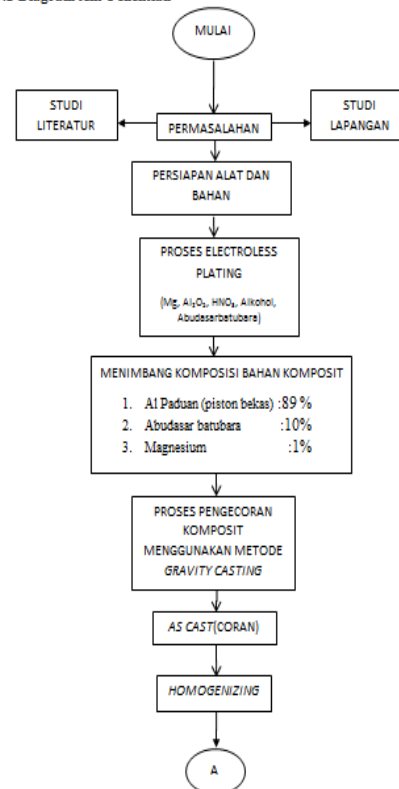 MULAI
STUDI
LITERATUR
PERMASALAHAN
STUDI
LAPANGAN
PERSIAPAN ALAT DAN
BAHAN
PROSES ELECTROLESS
PLATING
(Mg, Al₂O₃, HNO₃, Alkohol,
Abudasarbatubara)
MENIMBANG KOMPOSISI BAHAN KOMPOSIT
1. Al Paduan (piston bekas) :89 %
2. Abudasar batubara :10%
3. Magnesium :1%
PROSES PENGECORAN
KOMPOSIT
MENGGUNAKAN METODE
GRAVITY CASTING
AS CAST(CORAN)
HOMOGENIZING
A